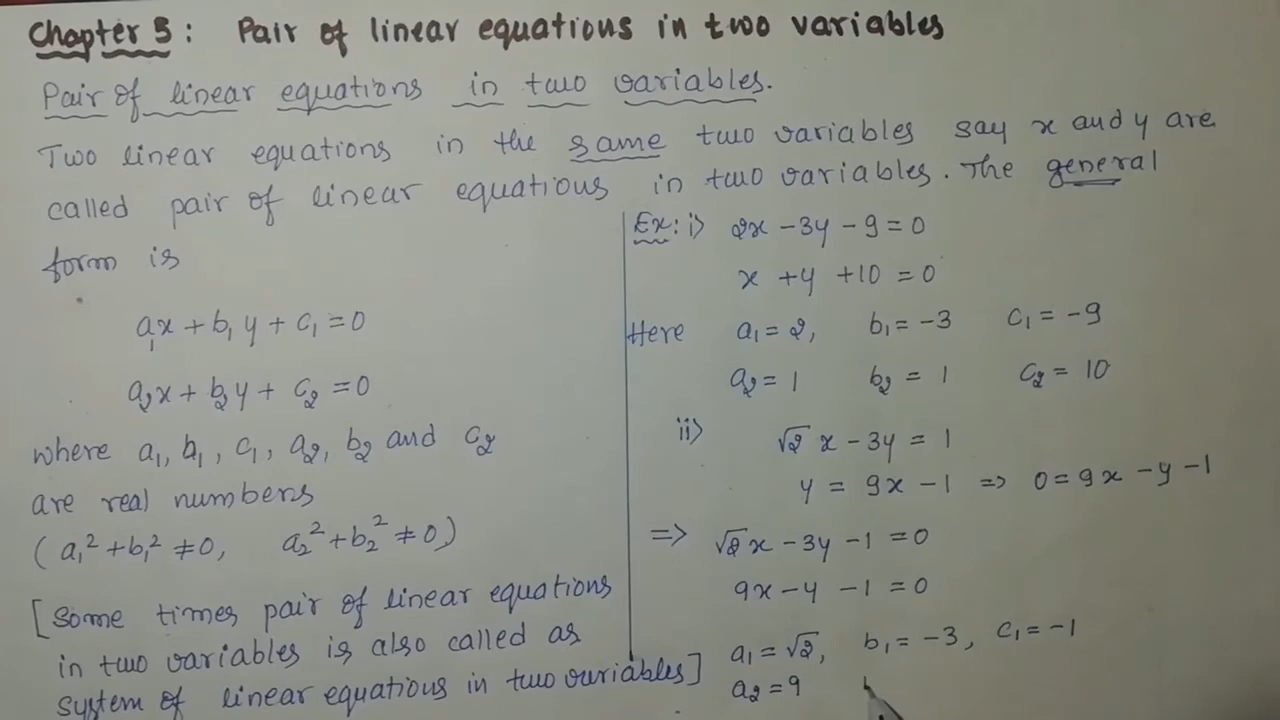 Chapter 3: Pair of linear equations in two variables
Pair of linear equations in two variables.
Two linear equations in the same two variables say x and y are
called pair of linear equations in two variables. The general
form is
a₁x + b₁y + c₁ = 0
a₂x + b₂y + c₂ = 0
where a₁, b₁, c₁, a₂, b₂ and c₂
are real numbers
(a₁² + b₁² ≠ 0, a₂² + b₂² ≠ 0)
[Some times pair of linear equations
in two variables is also called as
system of linear equations in two variables]
Ex: i) 2x - 3y - 9 = 0
x + y + 10 = 0
Here a₁ = 2, b₁ = -3 c₁ = -9
a₂ = 1 b₂ = 1 c₂ = 10
ii) √2 x - 3y = 1
y = 9x - 1 => 0 = 9x - y - 1
=> √2x - 3y - 1 = 0
9x - y - 1 = 0
a₁ = √2, b₁ = -3, c₁ = -1
a₂ = 9